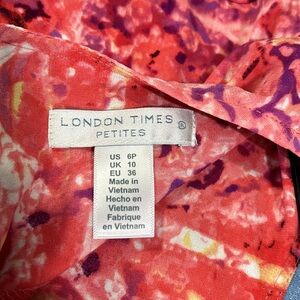 LONDON TIMES ®
PETITES
US 6P
UK 10
EU 36
Made in
Vietnam
Hecho en
Vietnam
Fabrique
en Vietnam